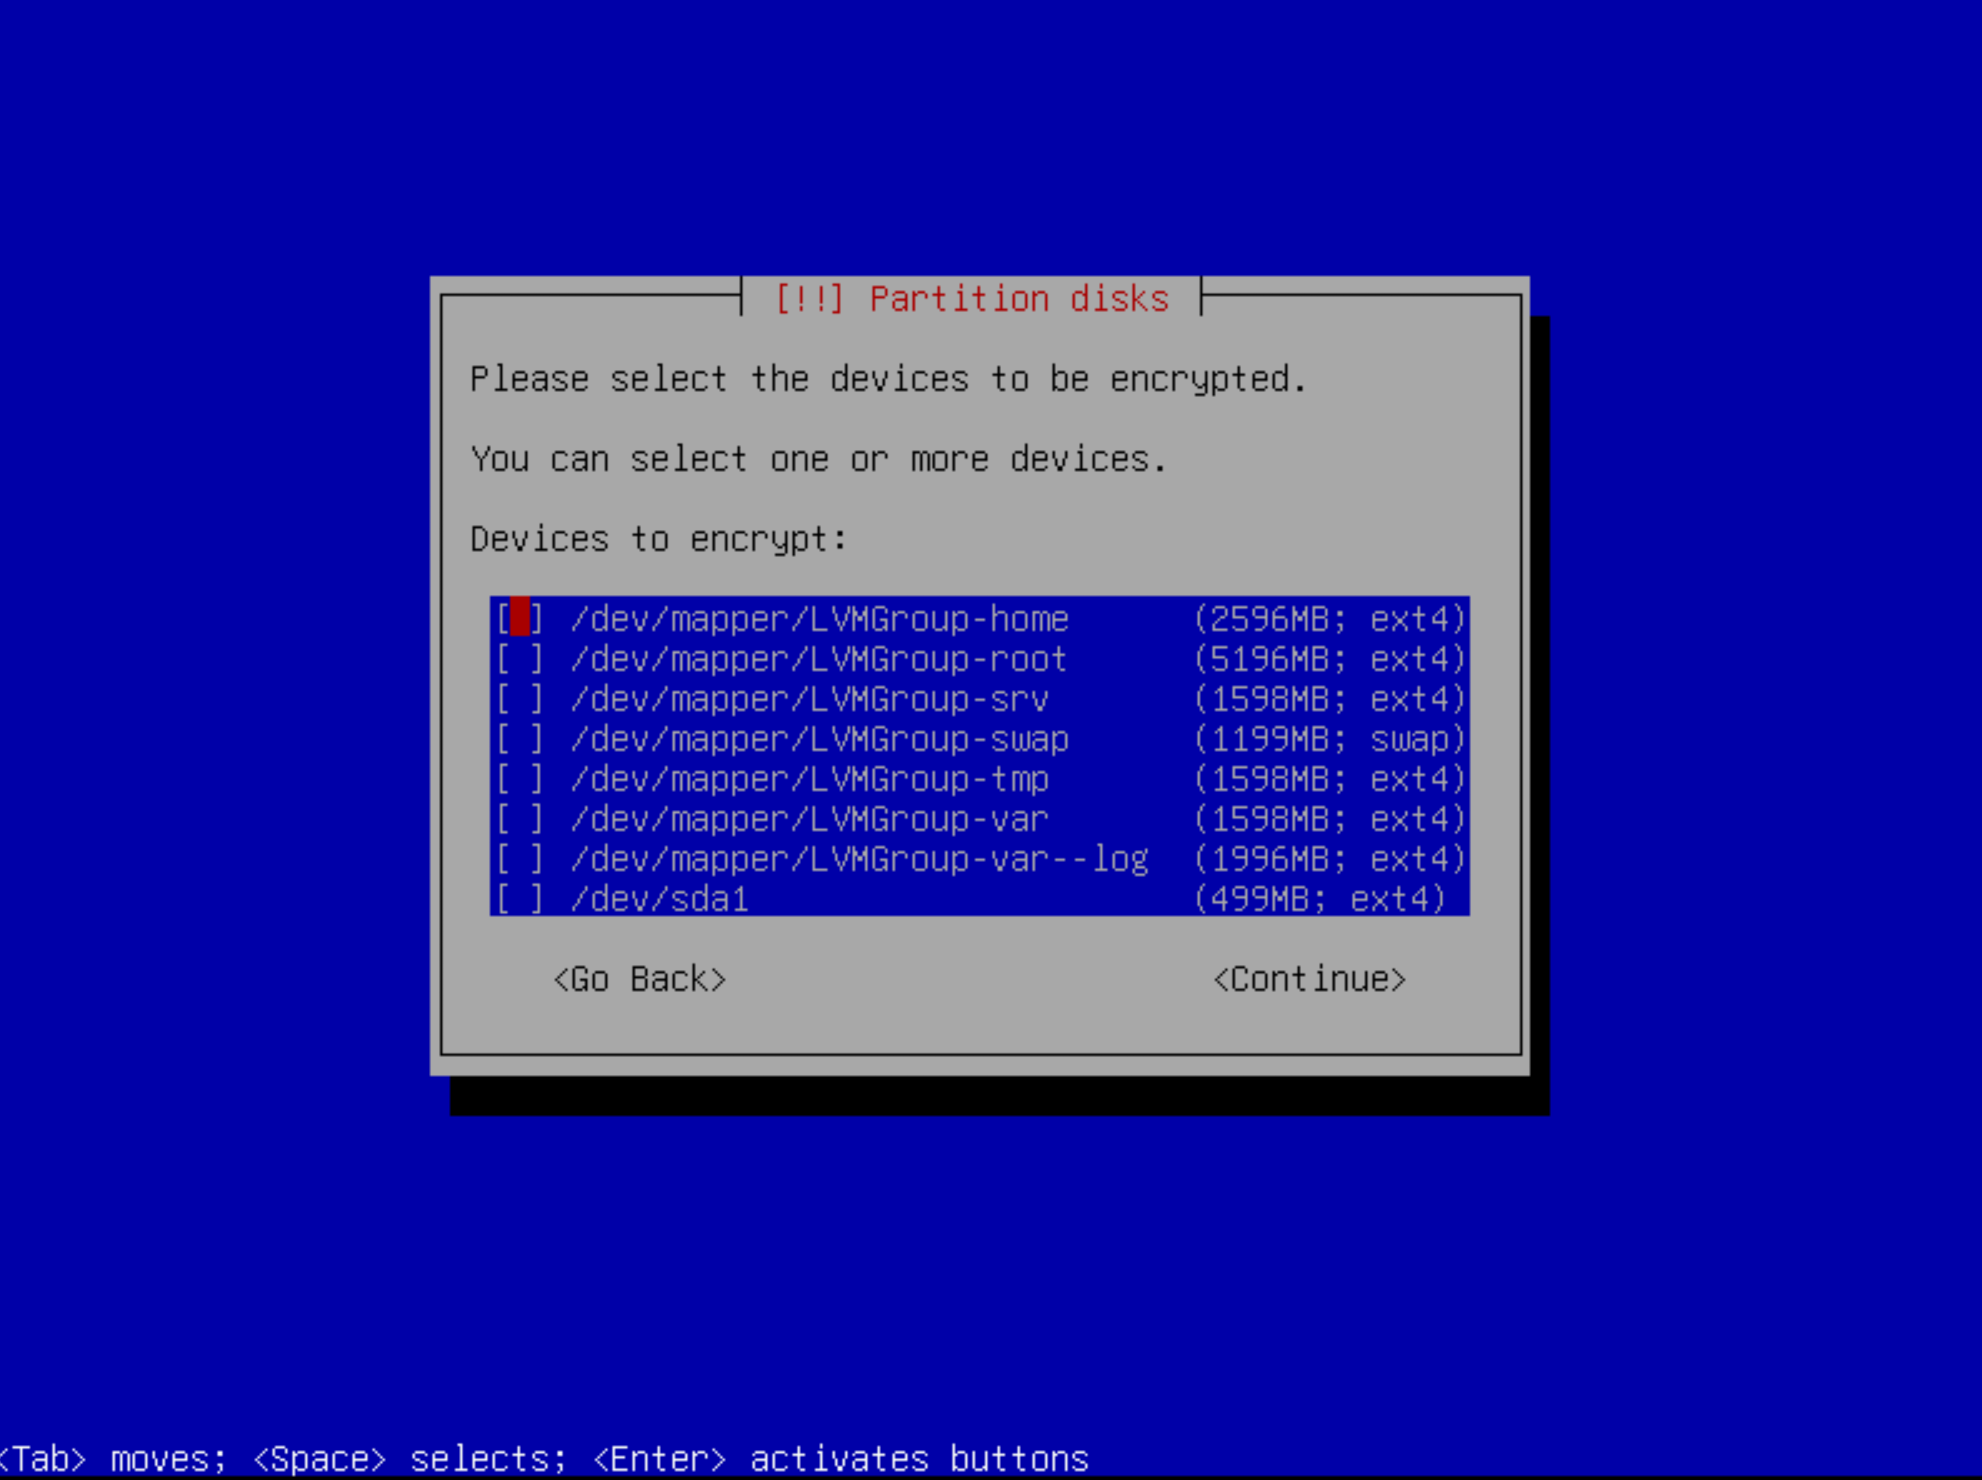 [!!] Partition disks
Please select the devices to be encrypted.
You can select one or more devices.
Devices to encrypt:
[ ] /dev/mapper/LVMGroup-home (2596MB; ext4)
[ ] /dev/mapper/LVMGroup-root (5196MB; ext4)
[ ] /dev/mapper/LVMGroup-srv (1598MB; ext4)
[ ] /dev/mapper/LVMGroup-swap (1199MB; swap)
[ ] /dev/mapper/LVMGroup-tmp (1598MB; ext4)
[ ] /dev/mapper/LVMGroup-var (1598MB; ext4)
[ ] /dev/mapper/LVMGroup-var--log (1996MB; ext4)
[ ] /dev/sda1 (499MB; ext4)
<Go Back> <Continue>
<Tab> moves; <Space> selects; <Enter> activates buttons